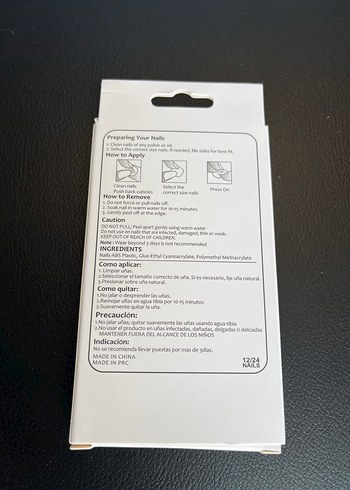 Preparing Your Nails
1. Clean nails of any polish or oil.
2. Select the correct size nails. If needed, file sides for best fit.
How to Apply
Clean nails
Push back cuticles
Select the
correct size nails
Press On
How to Remove
1. Do not force or pull nails off.
2. Soak nail in warm water for 10-15 minutes.
3. Gently peel off at the edge.
Caution
DO NOT PULL; Peel apart gently using warm water
Do not use on nails that are infected, damaged, thin or weak.
KEEP OUT OF REACH OF CHILDREN.
Note : Wear beyond 3 days is not recommended
INGREDIENTS
Nails-ABS Plastic, Glue-Ethyl Cyanoacrylate, Polymethyl Methacrylate
Como aplicar:
1. Limpiar uñas.
2.Seleccionar el tamaño correcto de uña. Si es necesario, lije uña natural.
3.Presionar sobre uña natural.
Como quitar:
1.No jalar o desprender las uñas.
2.Remojar uñas en agua tibia por 10-15 minutos
3.Suavemente quitar la uña.
Precaución:
1.No jalar uñas; quitar suavemente las uñas usando agua tibia
2.No usar el producto en uñas infectadas, dañadas, delgadas ó delicadas
MANTENER FUERA DEL ALCANCE DE LOS NIÑOS
Indicación:
No se recomienda llevar puestas por mas de 3dias.
MADE IN CHINA
MADE IN PRC
12/24
NAILS